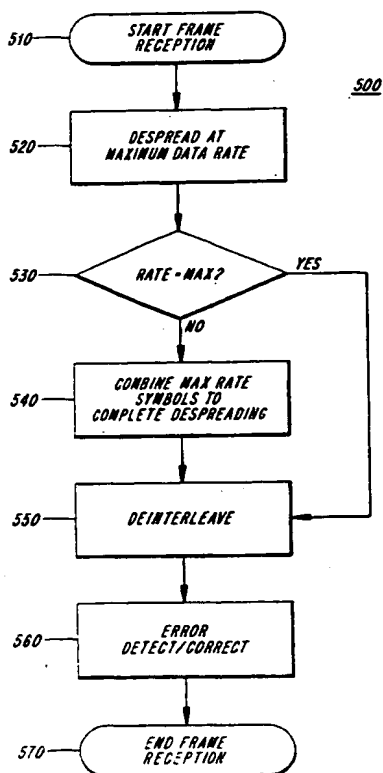 510
START FRAME
RECEPTION
500
520
DESPREAD AT
MAXIMUM DATA RATE
530
RATE = MAX?
YES
NO
540
COMBINE MAX RATE
SYMBOLS TO
COMPLETE DESPREADING
550
DEINTERLEAVE
560
ERROR
DETECT/CORRECT
570
END FRAME
RECEPTION